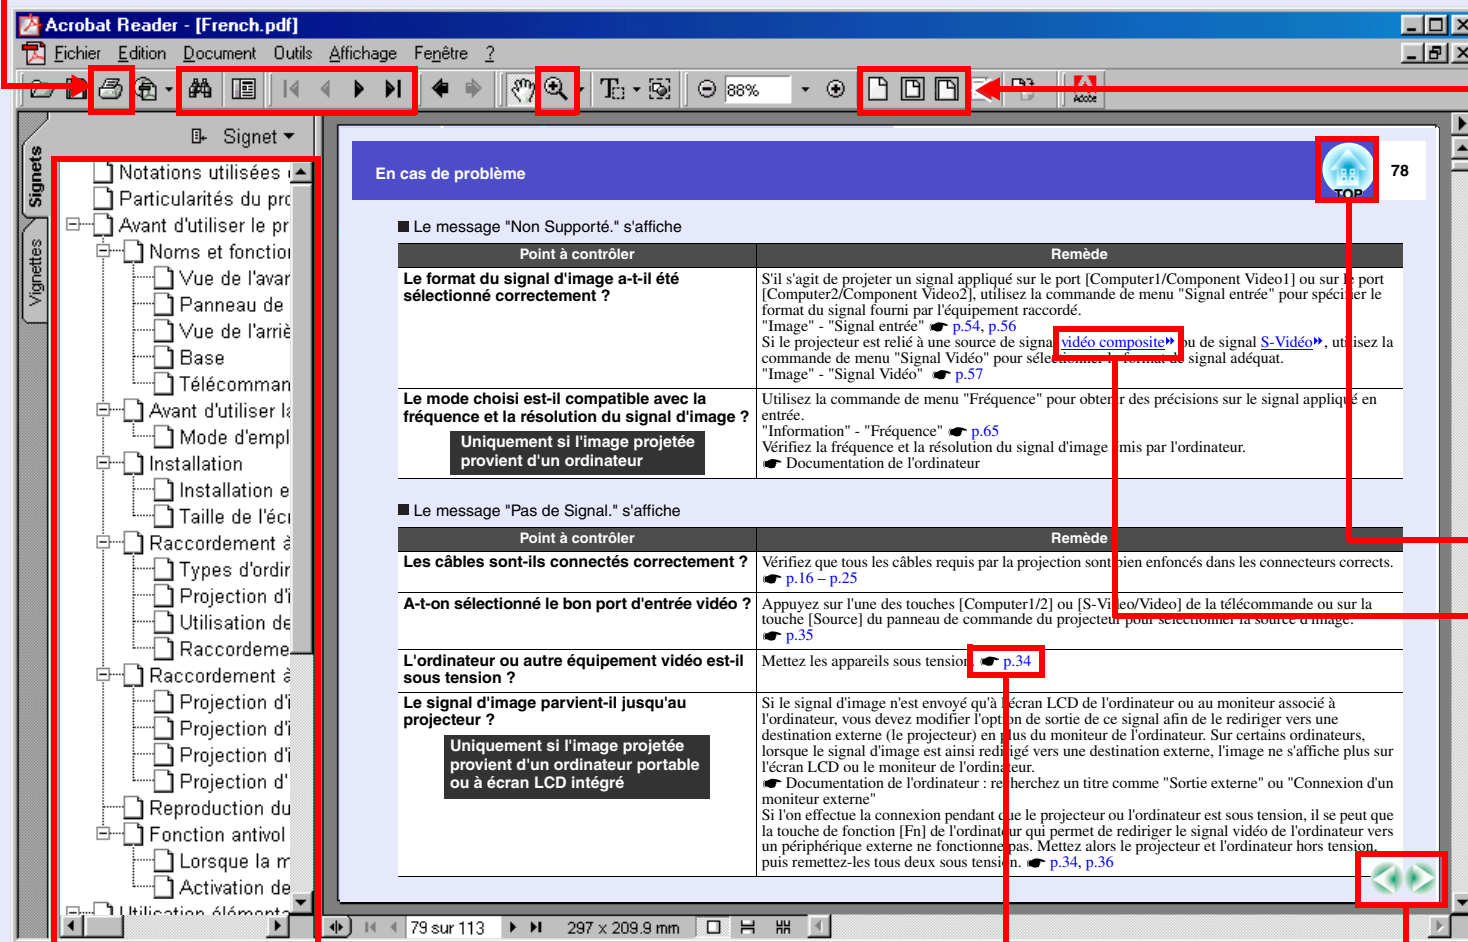 Acrobat Reader - [French.pdf]
Fichier Edition Document Outils Affichage Fenêtre ?
88%
Adobe
Signet
Signets
Vignettes
Notations utilisées
Particularités du pro
Avant d'utiliser le pr
Noms et fonction
Vue de l'avan
Panneau de
Vue de l'arriè
Base
Télécomman
Avant d'utiliser la
Mode d'empl
Installation
Installation e
Taille de l'écr
Raccordement à
Types d'ordin
Projection d'i
Utilisation de
Raccordeme
Raccordement à
Projection d'i
Projection d'i
Projection d'i
Projection d'
Reproduction du
Fonction antivol
Lorsque la m
Activation de
Utilisation élémenta
En cas de problème
TOP
78
■ Le message "Non Supporté." s'affiche
Point à contrôler Remède
Le format du signal d'image a-t-il été
sélectionné correctement ?
S'il s'agit de projeter un signal appliqué sur le port [Computer1/Component Video1] ou sur le port
[Computer2/Component Video2], utilisez la commande de menu "Signal entrée" pour spécifier le
format du signal fourni par l'équipement raccordé.
"Image" - "Signal entrée" ☛ p.54, p.56
Si le projecteur est relié à une source de signal vidéo composite►► ou de signal S-Vidéo►►, utilisez la
commande de menu "Signal Vidéo" pour sélectionner le format de signal adéquat.
"Image" - "Signal Vidéo" ☛ p.57
Le mode choisi est-il compatible avec la
fréquence et la résolution du signal d'image ?
Uniquement si l'image projetée
provient d'un ordinateur
Utilisez la commande de menu "Fréquence" pour obtenir des précisions sur le signal appliqué en
entrée.
"Information" - "Fréquence" ☛ p.65
Vérifiez la fréquence et la résolution du signal d'image émis par l'ordinateur.
☛ Documentation de l'ordinateur
■ Le message "Pas de Signal." s'affiche
Point à contrôler Remède
Les câbles sont-ils connectés correctement ?
Vérifiez que tous les câbles requis par la projection sont bien enfoncés dans les connecteurs corrects.
☛ p.16 – p.25
A-t-on sélectionné le bon port d'entrée vidéo ?
Appuyez sur l'une des touches [Computer1/2] ou [S-Video/Video] de la télécommande ou sur la
touche [Source] du panneau de commande du projecteur pour sélectionner la source d'image.
☛ p.35
L'ordinateur ou autre équipement vidéo est-il
sous tension ?
Mettez les appareils sous tension. ☛ p.34
Le signal d'image parvient-il jusqu'au
projecteur ?
Uniquement si l'image projetée
provient d'un ordinateur portable
ou à écran LCD intégré
Si le signal d'image n'est envoyé qu'à l'écran LCD de l'ordinateur ou au moniteur associé à
l'ordinateur, vous devez modifier l'option de sortie de ce signal afin de le rediriger vers une
destination externe (le projecteur) en plus du moniteur de l'ordinateur. Sur certains ordinateurs,
lorsque le signal d'image est ainsi redirigé vers une destination externe, l'image ne s'affiche plus sur
l'écran LCD ou le moniteur de l'ordinateur.
☛ Documentation de l'ordinateur : recherchez un titre comme "Sortie externe" ou "Connexion d'un
moniteur externe"
Si l'on effectue la connexion pendant que le projecteur ou l'ordinateur est sous tension, il se peut que
la touche de fonction [Fn] de l'ordinateur qui permet de rediriger le signal vidéo de l'ordinateur vers
un périphérique externe ne fonctionne pas. Mettez alors le projecteur et l'ordinateur hors tension,
puis remettez-les tous deux sous tension. ☛ p.34, p.36
79 sur 113 297 x 209.9 mm